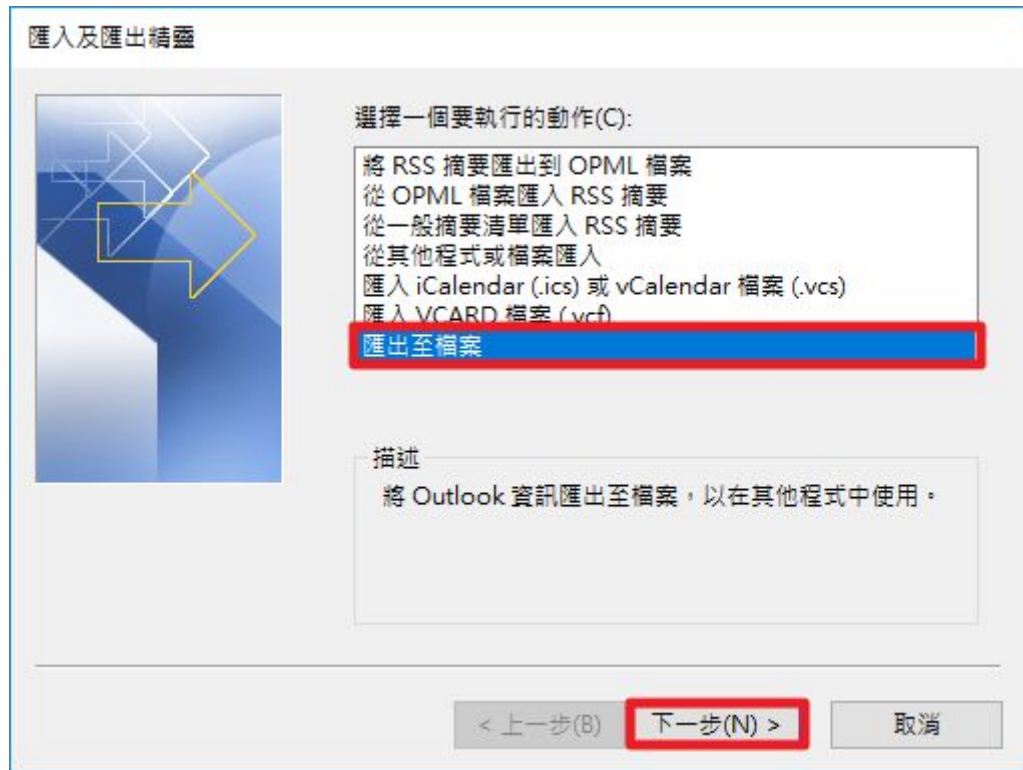 匯入及匯出精靈
選擇一個要執行的動作(C):
將 RSS 摘要匯出到 OPML 檔案
從 OPML 檔案匯入 RSS 摘要
從一般摘要清單匯入 RSS 摘要
從其他程式或檔案匯入
匯入 iCalendar (.ics) 或 vCalendar 檔案 (.vcs)
匯入 VCARD 檔案 (.vcf)
匯出至檔案
描述
將 Outlook 資訊匯出至檔案，以在其他程式中使用。
< 上一步(B) 下一步(N) > 取消